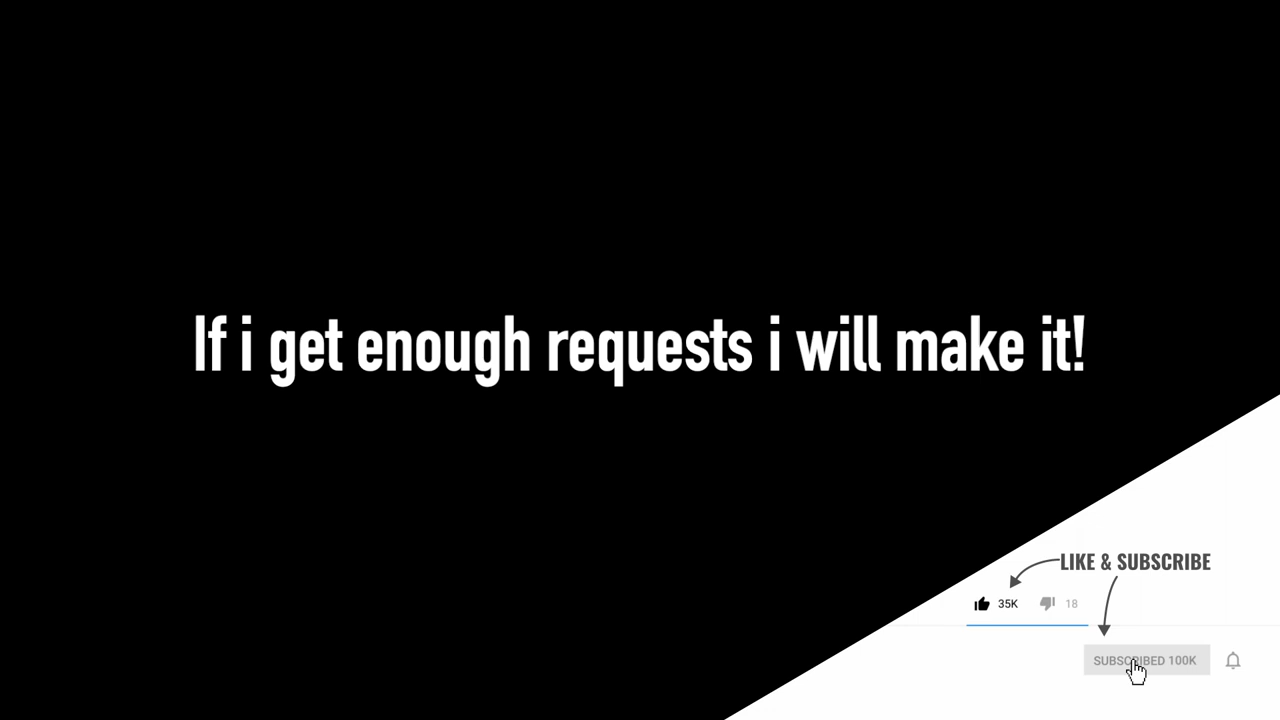 If i get enough requests i will make it!
LIKE & SUBSCRIBE
35K 18
SUBSCRIBED 100K